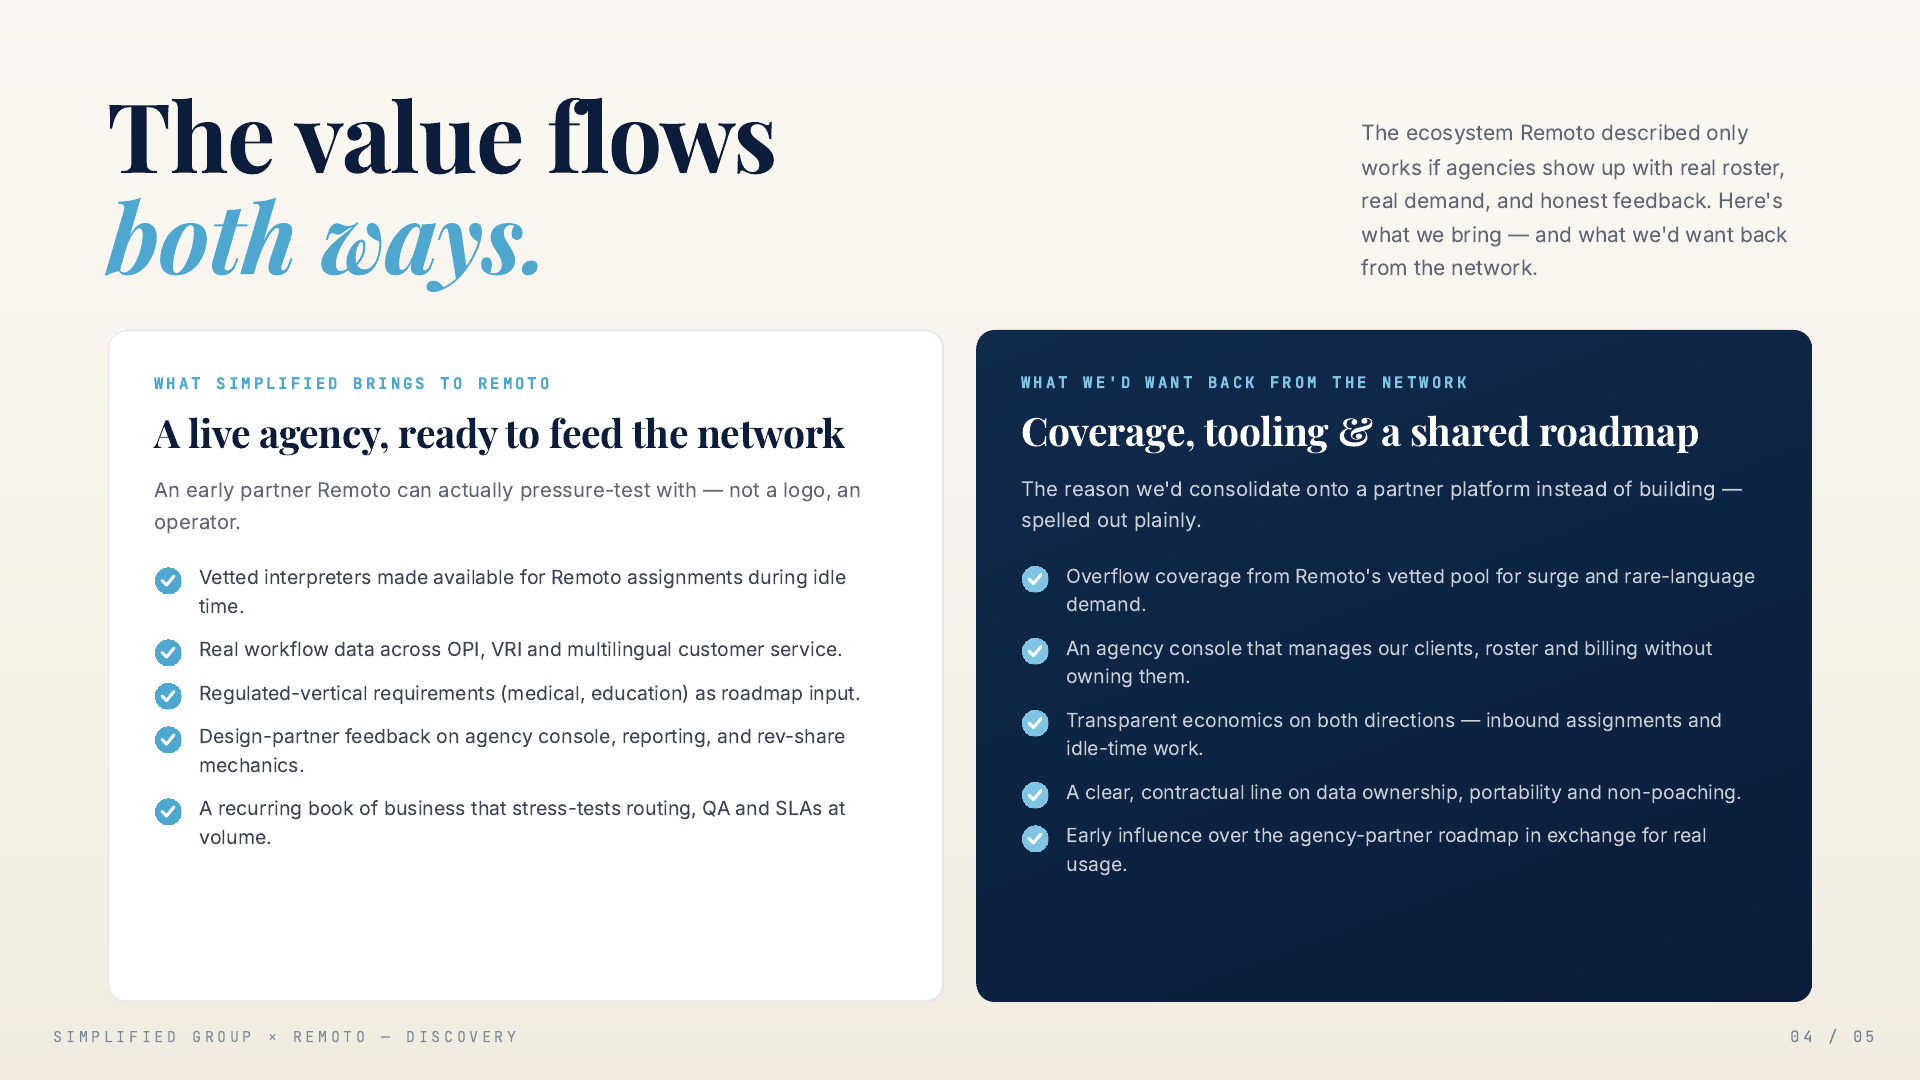 The value flows
both ways.
The ecosystem Remoto described only
works if agencies show up with real roster,
real demand, and honest feedback. Here's
what we bring — and what we'd want back
from the network.
WHAT SIMPLIFIED BRINGS TO REMOTO
A live agency, ready to feed the network
An early partner Remoto can actually pressure-test with — not a logo, an
operator.
Vetted interpreters made available for Remoto assignments during idle
time.
Real workflow data across OPI, VRI and multilingual customer service.
Regulated-vertical requirements (medical, education) as roadmap input.
Design-partner feedback on agency console, reporting, and rev-share
mechanics.
A recurring book of business that stress-tests routing, QA and SLAs at
volume.
WHAT WE'D WANT BACK FROM THE NETWORK
Coverage, tooling & a shared roadmap
The reason we'd consolidate onto a partner platform instead of building —
spelled out plainly.
Overflow coverage from Remoto's vetted pool for surge and rare-language
demand.
An agency console that manages our clients, roster and billing without
owning them.
Transparent economics on both directions — inbound assignments and
idle-time work.
A clear, contractual line on data ownership, portability and non-poaching.
Early influence over the agency-partner roadmap in exchange for real
usage.
SIMPLIFIED GROUP × REMOTO — DISCOVERY
04 / 05